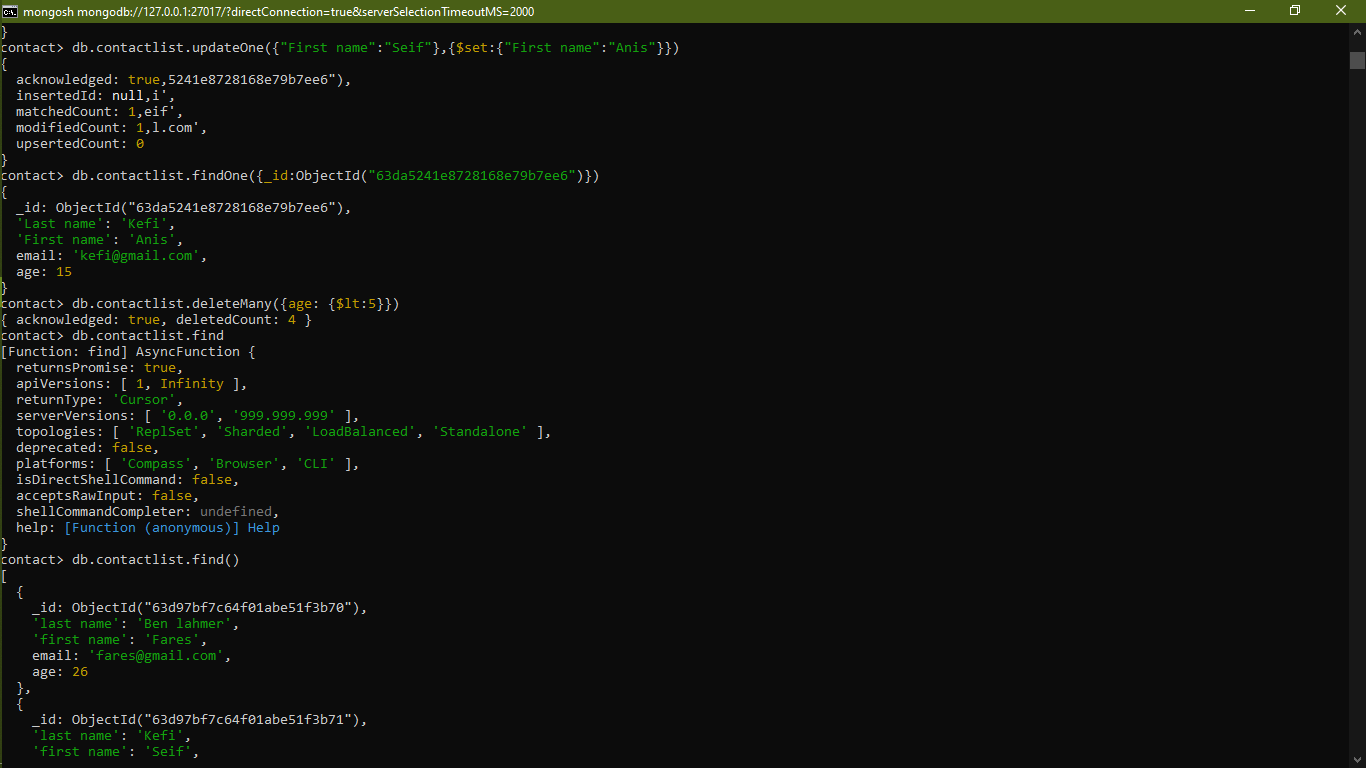 mongosh mongodb://127.0.0.1:27017/?directConnection=true&serverSelectionTimeoutMS=2000
}
contact> db.contactlist.updateOne({"First name":"Seif"},{$set:{"First name":"Anis"}})
{
  acknowledged: true,5241e8728168e79b7ee6"),
  insertedId: null,i',
  matchedCount: 1,eif',
  modifiedCount: 1,l.com',
  upsertedCount: 0
}
contact> db.contactlist.findOne({_id:ObjectId("63da5241e8728168e79b7ee6")})
{
  _id: ObjectId("63da5241e8728168e79b7ee6"),
  'Last name': 'Kefi',
  'First name': 'Anis',
  email: 'kefi@gmail.com',
  age: 15
}
contact> db.contactlist.deleteMany({age: {$lt:5}})
{ acknowledged: true, deletedCount: 4 }
contact> db.contactlist.find
[Function: find] AsyncFunction {
  returnsPromise: true,
  apiVersions: [ 1, Infinity ],
  returnType: 'Cursor',
  serverVersions: [ '0.0.0', '999.999.999' ],
  topologies: [ 'ReplSet', 'Sharded', 'LoadBalanced', 'Standalone' ],
  deprecated: false,
  platforms: [ 'Compass', 'Browser', 'CLI' ],
  isDirectShellCommand: false,
  acceptsRawInput: false,
  shellCommandCompleter: undefined,
  help: [Function (anonymous)] Help
}
contact> db.contactlist.find()
[
  {
    _id: ObjectId("63d97bf7c64f01abe51f3b70"),
    'last name': 'Ben lahmer',
    'first name': 'Fares',
    email: 'fares@gmail.com',
    age: 26
  },
  {
    _id: ObjectId("63d97bf7c64f01abe51f3b71"),
    'last name': 'Kefi',
    'first name': 'Seif',